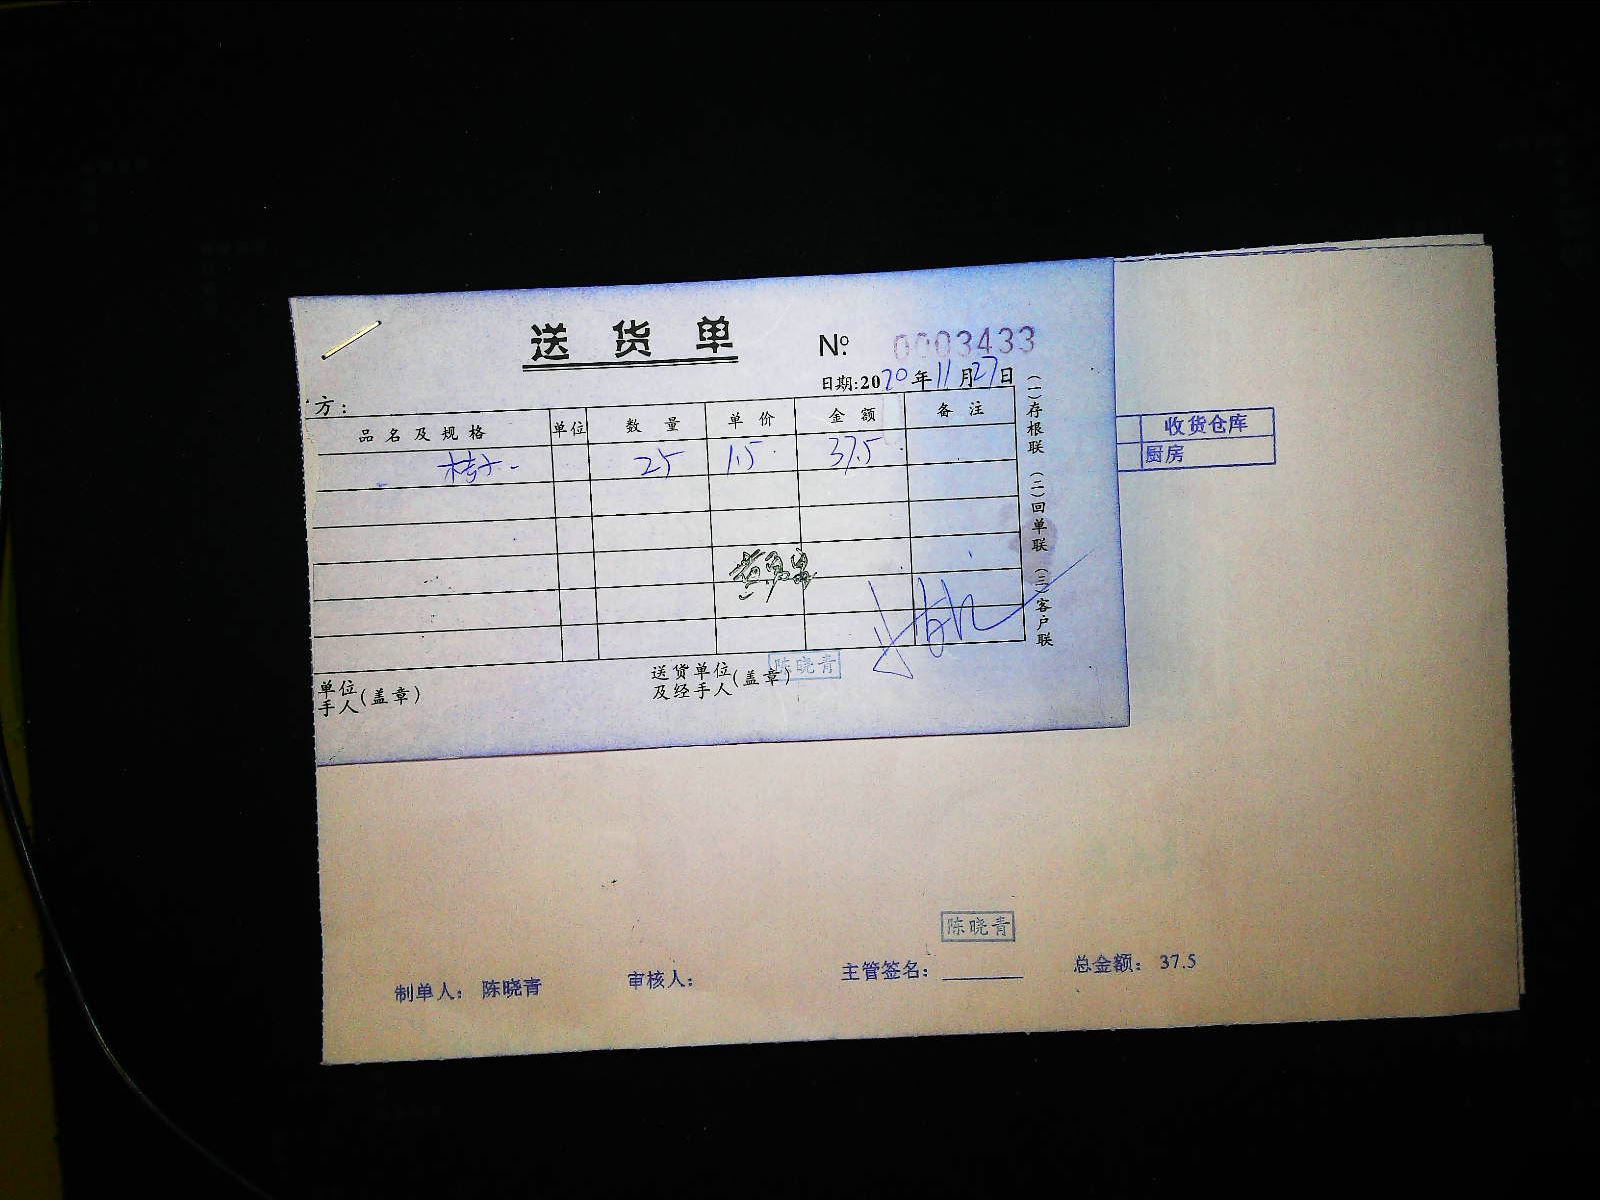 送货单
№ 0003433
日期:2020年11月27日
方:
品名及规格 单位 数量 单价 金额 备注
25 1.5 37.5
(一)存根联 (二)回单联 (三)客户联
收货仓库
厨房
单位
手人(盖章)
送货单位
及经手人(盖章)
陈晓青
陈晓青
制单人: 陈晓青 审核人: 主管签名: 总金额: 37.5